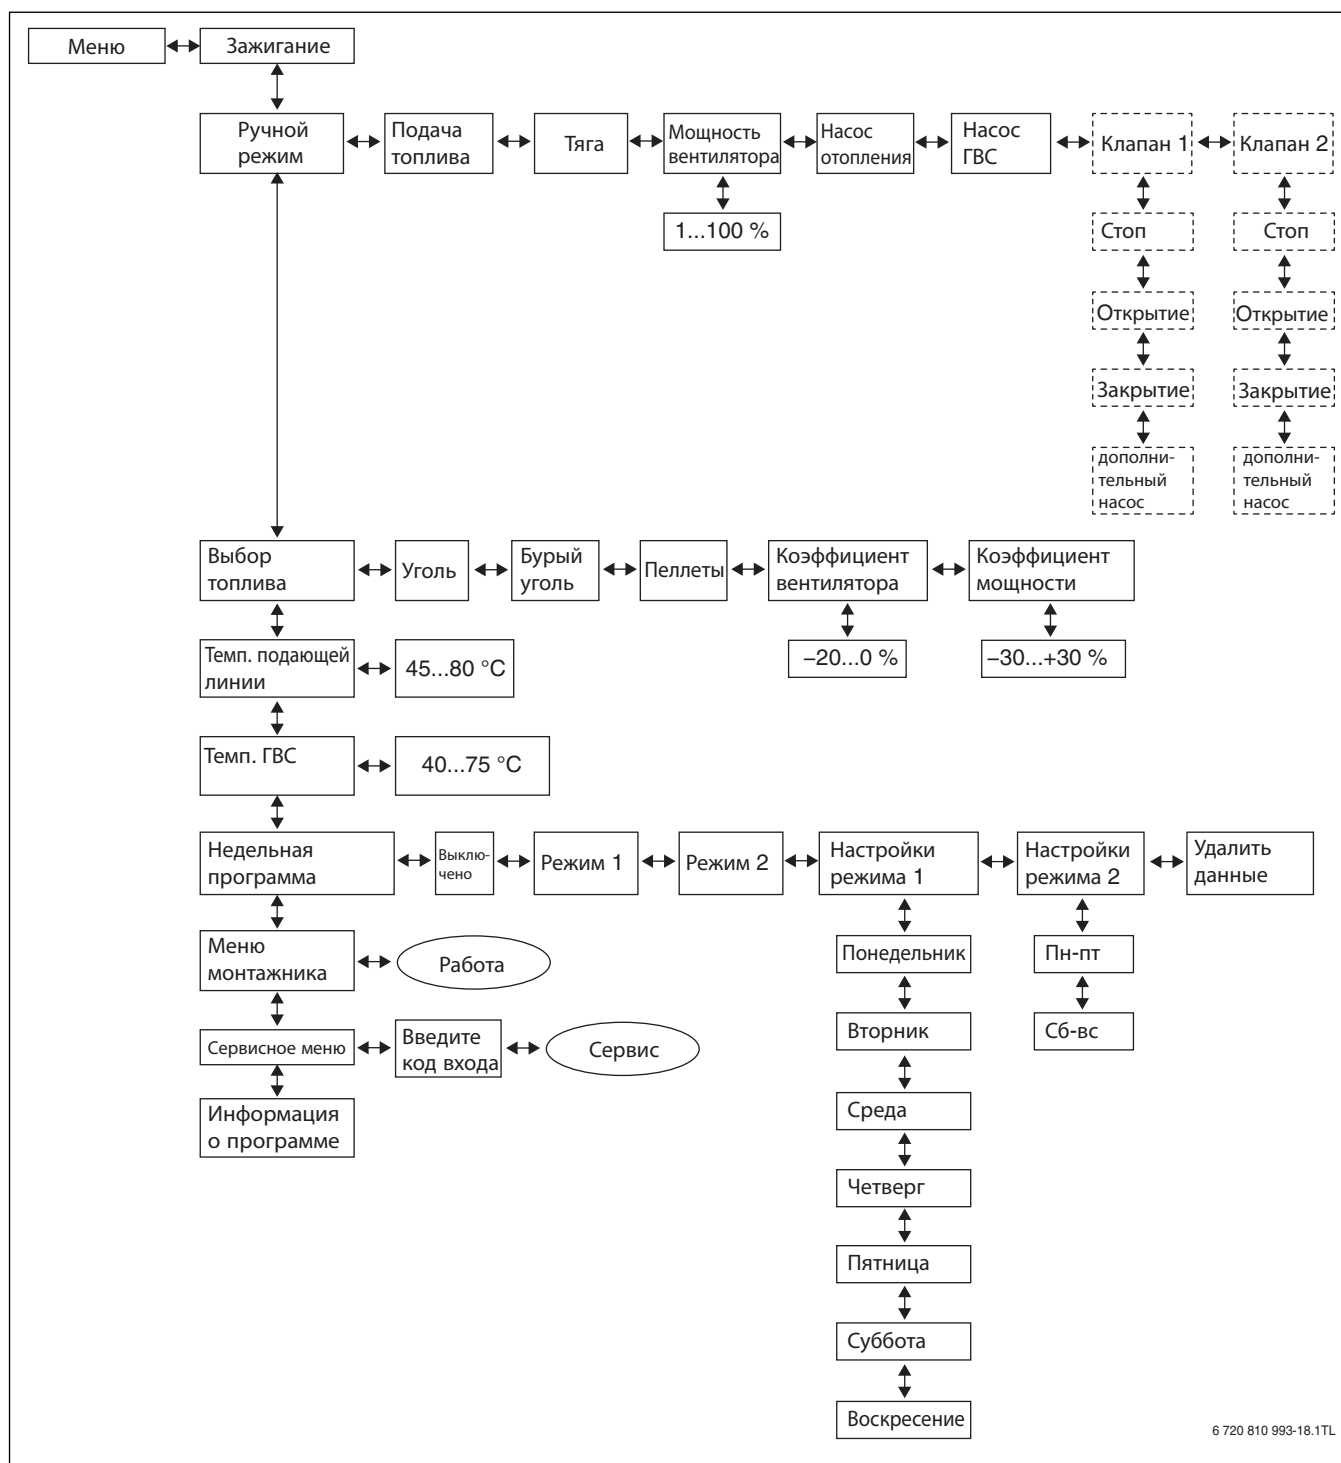 Меню
Зажигание
Ручной
режим
Подача
топлива
Тяга
Мощность
вентилятора
Насос
отопления
Насос
ГВС
Клапан 1
Клапан 2
1...100 %
Стоп
Стоп
Открытие
Открытие
Закрытие
Закрытие
дополни-
тельный
насос
дополни-
тельный
насос
Выбор
топлива
Уголь
Бурый
уголь
Пеллеты
Коэффициент
вентилятора
Коэффициент
мощности
–20...0 %
–30...+30 %
Темп. подающей
линии
45...80 °C
Темп. ГВС
40...75 °C
Недельная
программа
Выклю-
чено
Режим 1
Режим 2
Настройки
режима 1
Настройки
режима 2
Удалить
данные
Меню
монтажника
Работа
Понедельник
Пн-пт
Сервисное меню
Введите
код входа
Сервис
Вторник
Сб-вс
Информация
о программе
Среда
Четверг
Пятница
Суббота
Воскресение
6 720 810 993-18.1TL